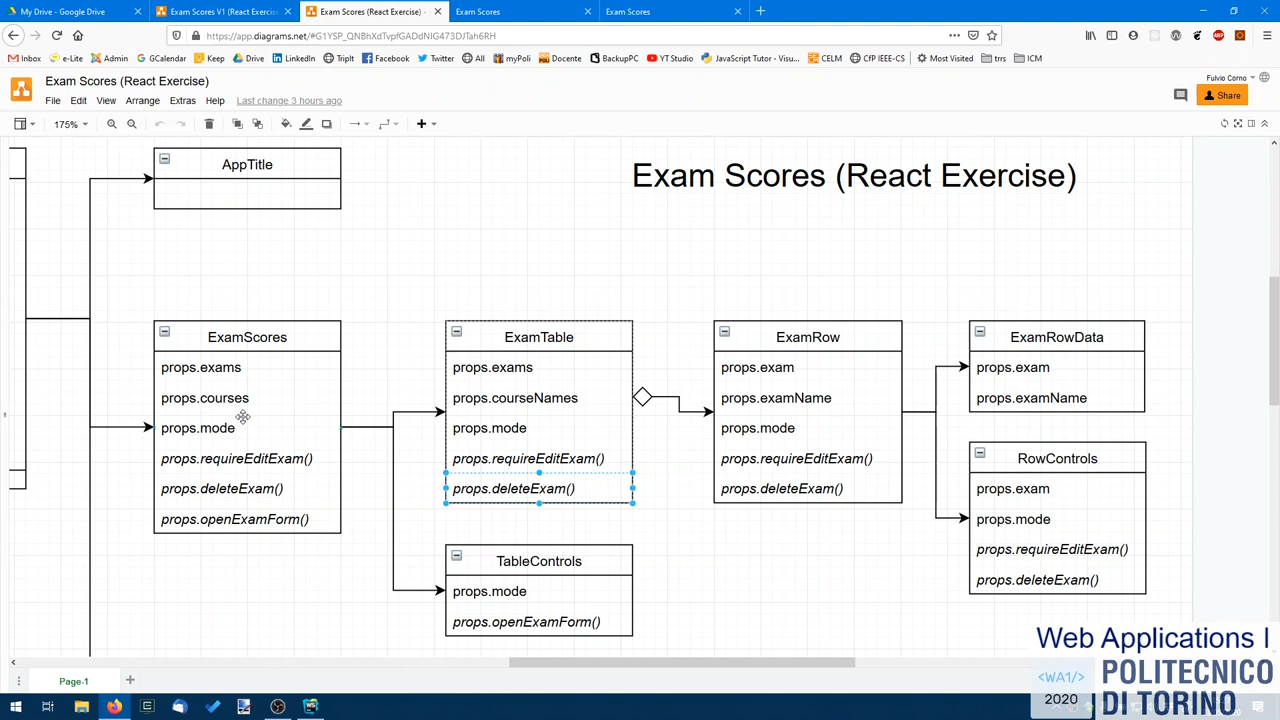 My Drive - Google Drive
Exam Scores V1 (React Exercise
Exam Scores (React Exercise) -
Exam Scores
Exam Scores
https://app.diagrams.net/#G1YSP_QNBhXdTvpfGADdNIG473DJTah6RH
Inbox
e-Lite
Admin
GCalendar
Keep
Drive
LinkedIn
TripIt
Facebook
Twitter
All
myPoli
Docente
BackupPC
YT Studio
JavaScript Tutor - Visu...
CELM
CfP IEEE-CS
Most Visited
trrs
ICM
Exam Scores (React Exercise)
Fulvio Corno
File Edit View Arrange Extras Help Last change 3 hours ago
Share
175%
AppTitle
Exam Scores (React Exercise)
ExamScores
props.exams
props.courses
props.mode
props.requireEditExam()
props.deleteExam()
props.openExamForm()
ExamTable
props.exams
props.courseNames
props.mode
props.requireEditExam()
props.deleteExam()
TableControls
props.mode
props.openExamForm()
ExamRow
props.exam
props.examName
props.mode
props.requireEditExam()
props.deleteExam()
ExamRowData
props.exam
props.examName
RowControls
props.exam
props.mode
props.requireEditExam()
props.deleteExam()
Page-1
Web Applications I
<WA1/>
2020
POLITECNICO
DI TORINO